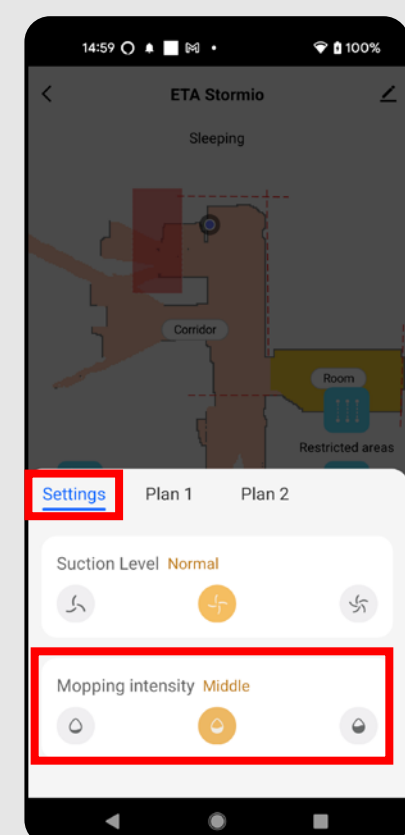 14:59 100%
ETA Stormio
Sleeping
Corridor
Room
Restricted areas
Settings Plan 1 Plan 2
Suction Level Normal
Mopping intensity Middle